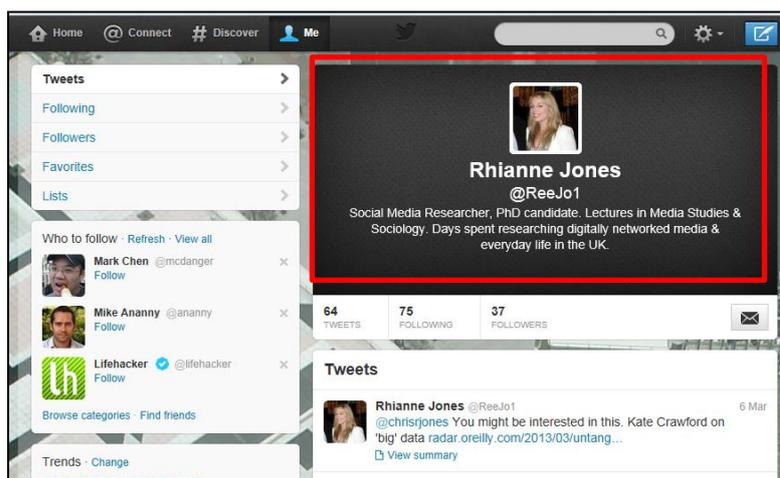 Home @ Connect # Discover Me
Tweets
Following
Followers
Favorites
Lists
Who to follow · Refresh · View all
Mark Chen @mcdanger
Follow
Mike Ananny @ananny
Follow
Lifehacker @lifehacker
Follow
Browse categories · Find friends
Trends · Change
Rhianne Jones
@ReeJo1
Social Media Researcher, PhD candidate. Lectures in Media Studies &
Sociology. Days spent researching digitally networked media &
everyday life in the UK.
64 75 37
TWEETS FOLLOWING FOLLOWERS
Tweets
Rhianne Jones @ReeJo1 6 Mar
@chrisrjones You might be interested in this. Kate Crawford on
'big' data radar.oreilly.com/2013/03/untang...
View summary